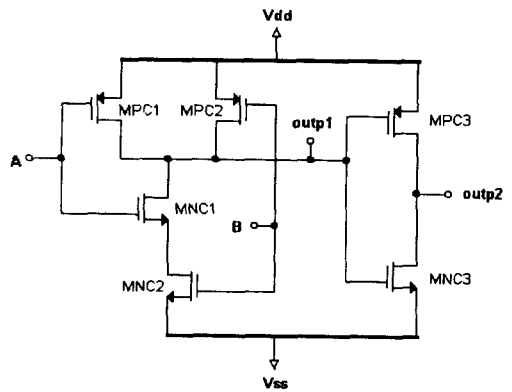 Vdd
MPC1
MPC2
outp1
MPC3
A
outp2
MNC1
B
MNC2
MNC3
Vss